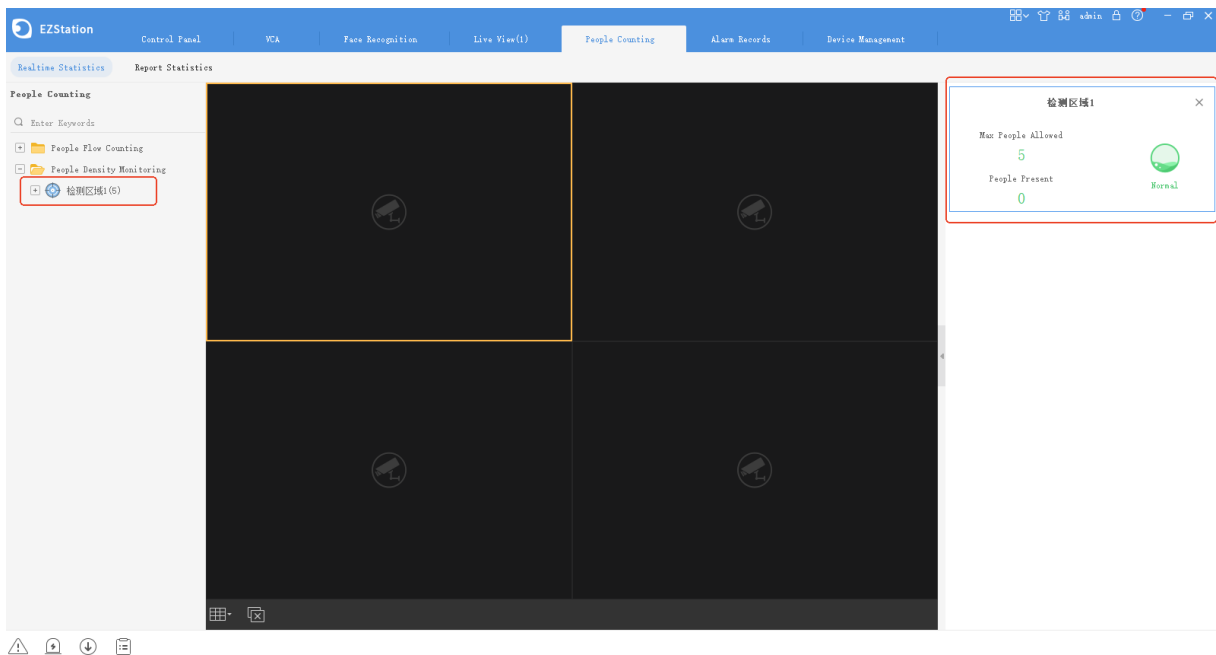 EZStation
admin
Control Panel
VCA
Face Recognition
Live View(1)
People Counting
Alarm Records
Device Management
Realtime Statistics
Report Statistics
People Counting
Enter Keywords
People Flow Counting
People Density Monitoring
检测区域1(5)
检测区域1
Max People Allowed
5
People Present
0
Normal